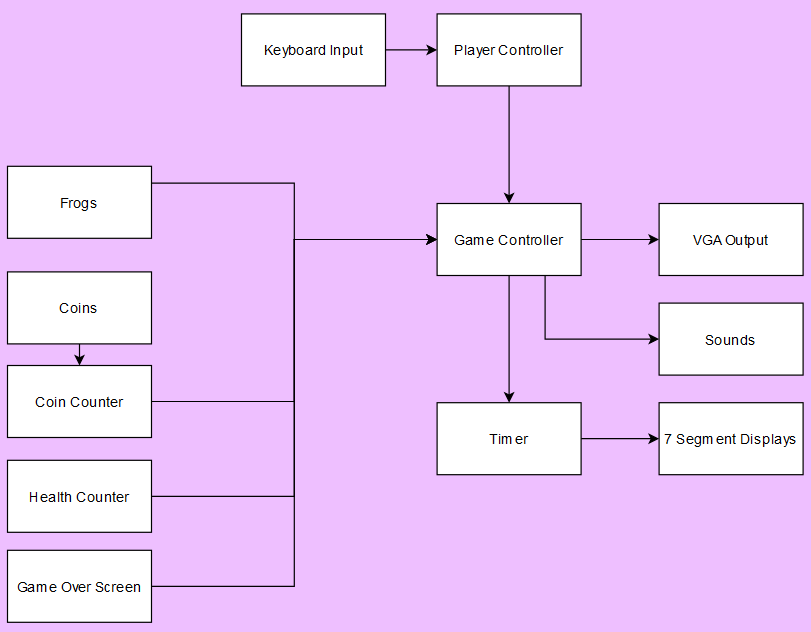 Keyboard Input
Player Controller
Frogs
Game Controller
VGA Output
Coins
Sounds
Coin Counter
Timer
7 Segment Displays
Health Counter
Game Over Screen